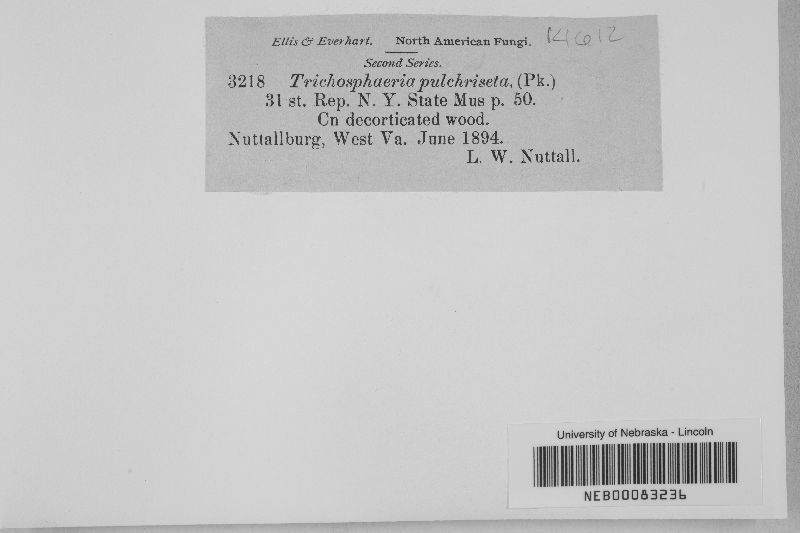 Ellis & Everhart. North American Fungi. 14612
Second Series.
3218 Trichosphaeria pulchriseta, (Pk.)
31 st. Rep. N. Y. State Mus p. 50.
Cn decorticated wood.
Nuttallburg, West Va. June 1894.
L. W. Nuttall.
University of Nebraska - Lincoln
NEB00083236